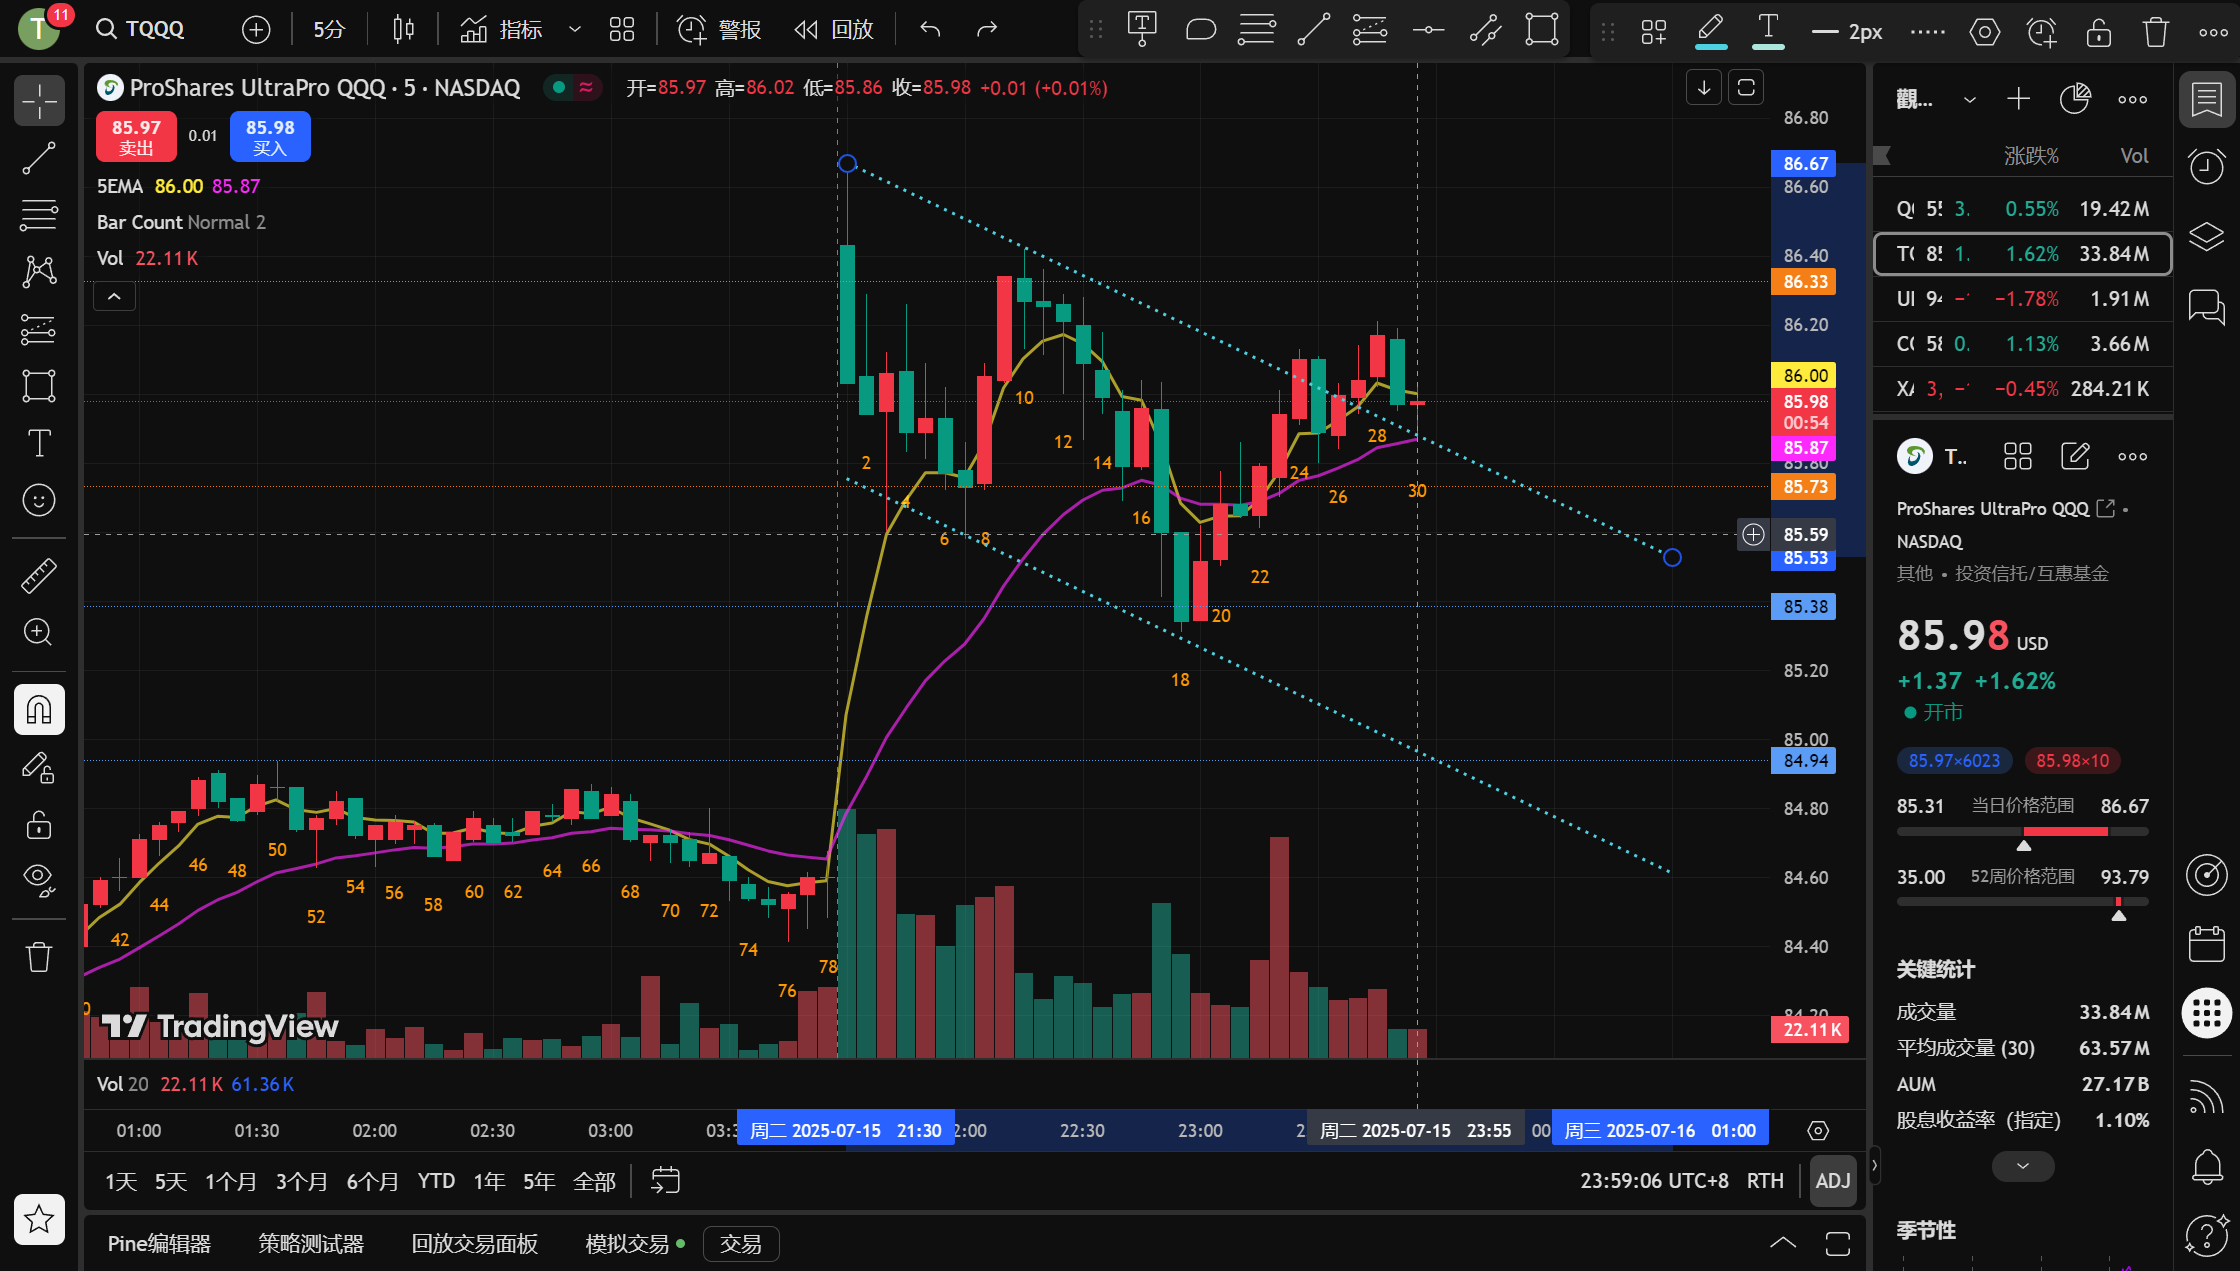 T 11 TQQQ 5分 指标 警报 回放 T T 2px
ProShares UltraPro QQQ · 5 · NASDAQ 开=85.97 高=86.02 低=85.86 收=85.98 +0.01 (+0.01%)
85.97 卖出 0.01 85.98 买入
5EMA 86.00 85.87
Bar Count Normal 2
Vol 22.11 K
86.80
86.67
86.60
86.40
86.33
86.20
86.00
85.98
00:54
85.87
85.80
85.73
85.59
85.53
85.38
85.20
85.00
84.94
84.80
84.60
84.40
84.20
22.11 K
42 44 46 48 50 52 54 56 58 60 62 64 66 68 70 72 74 76 78
2 4 6 8 10 12 14 16 18 20 22 24 26 28 30
TradingView
Vol 20 22.11 K 61.36 K
01:00 01:30 02:00 02:30 03:00 03:3 周二 2025-07-15 21:30 2:00 22:30 23:00 2 周二 2025-07-15 23:55 00 周三 2025-07-16 01:00
1天 5天 1个月 3个月 6个月 YTD 1年 5年 全部 23:59:06 UTC+8 RTH ADJ
Pine编辑器 策略测试器 回放交易面板 模拟交易 交易
觀...
涨跌% Vol
3. 0.55% 19.42 M
85 1. 1.62% 33.84 M
−1.78% 1.91 M
0. 1.13% 3.66 M
XA 3, −0.45% 284.21 K
T..
ProShares UltraPro QQQ •
NASDAQ
其他 • 投资信托/互惠基金
85.98 USD
+1.37 +1.62%
开市
85.97×6023 85.98×10
85.31 当日价格范围 86.67
35.00 52周价格范围 93.79
关键统计
成交量 33.84 M
平均成交量 (30) 63.57 M
AUM 27.17 B
股息收益率（指定） 1.10%
季节性